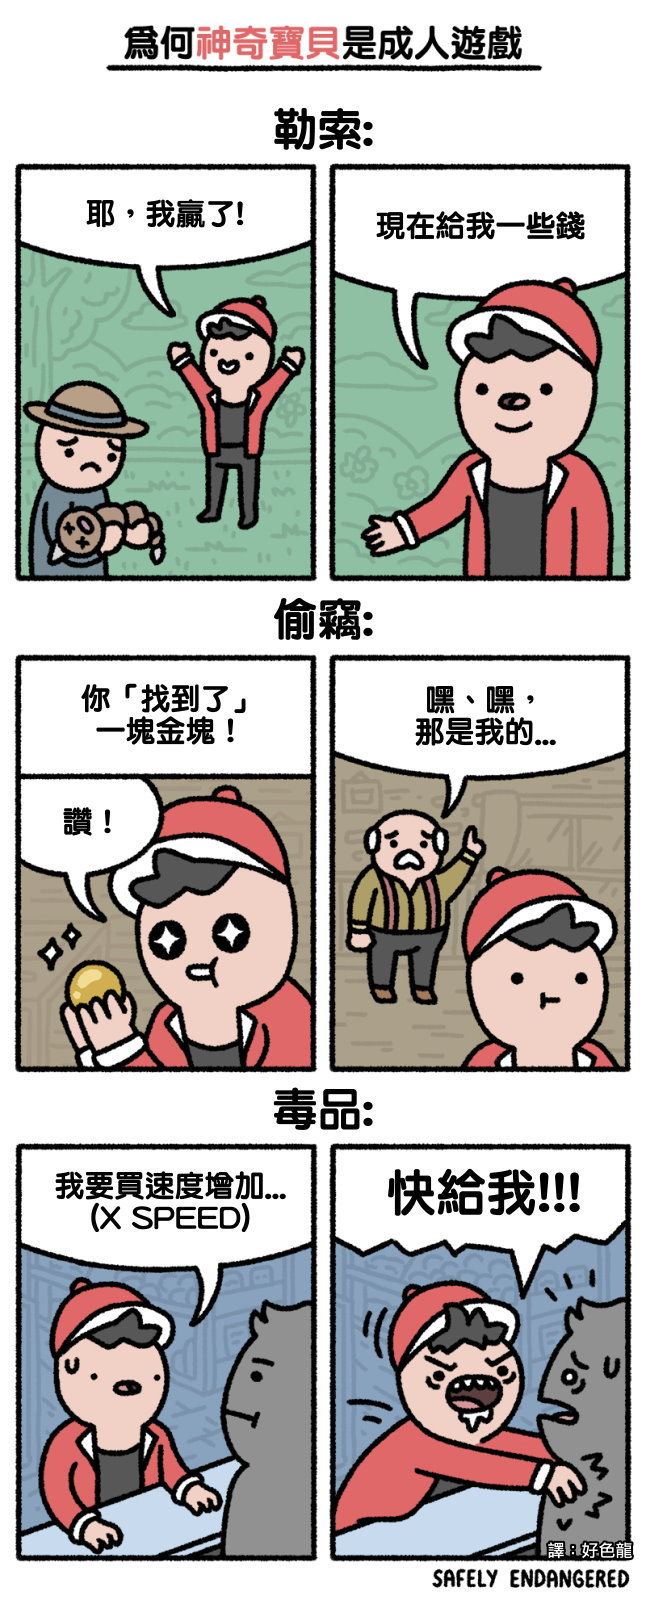 為何神奇寶貝是成人遊戲
勒索:
耶，我贏了!
現在給我一些錢
偷竊:
你「找到了」
一塊金塊！
讚！
嘿、嘿，
那是我的...
毒品:
我要買速度增加...
(X SPEED)
快給我!!!
譯：好色龍
SAFELY ENDANGERED